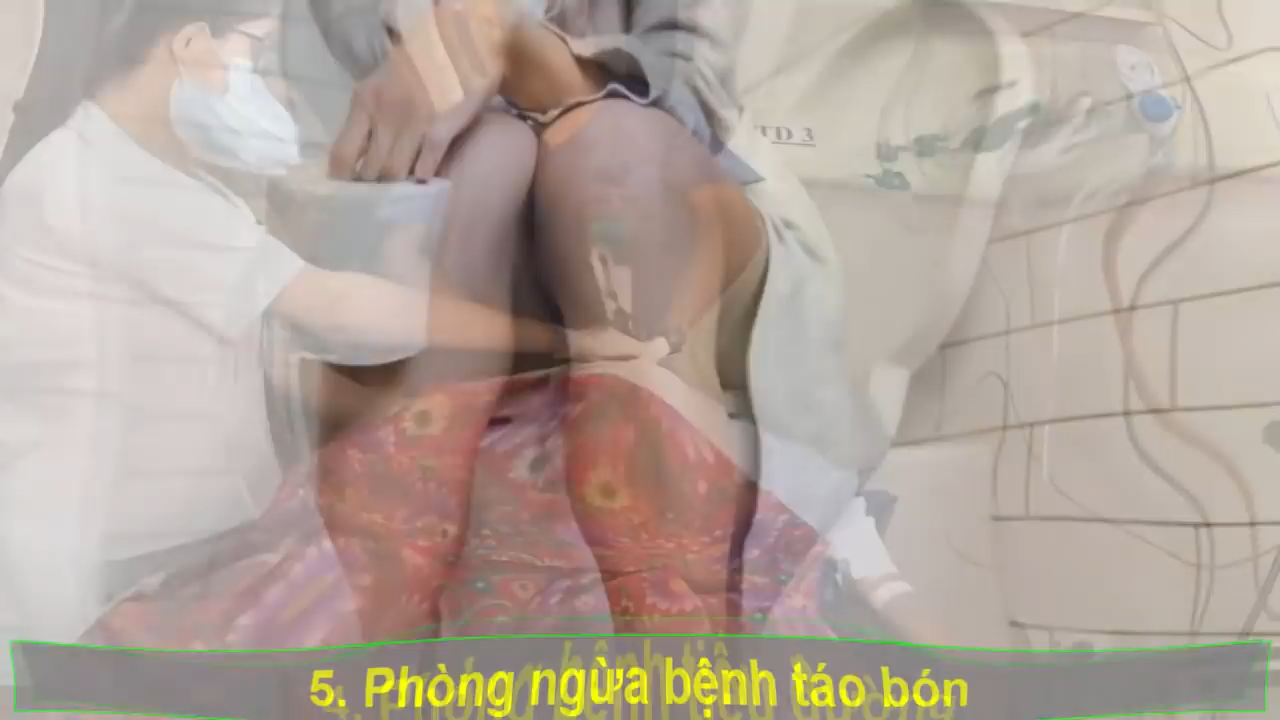 TD 3
5. Phòng ngừa bệnh táo bón